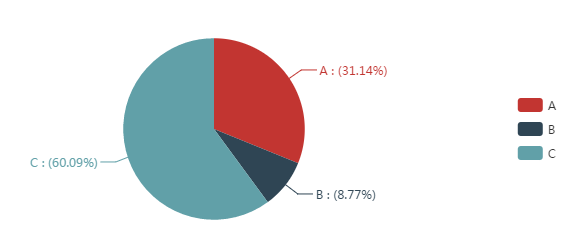 A : (31.14%)
B : (8.77%)
C : (60.09%)
A
B
C